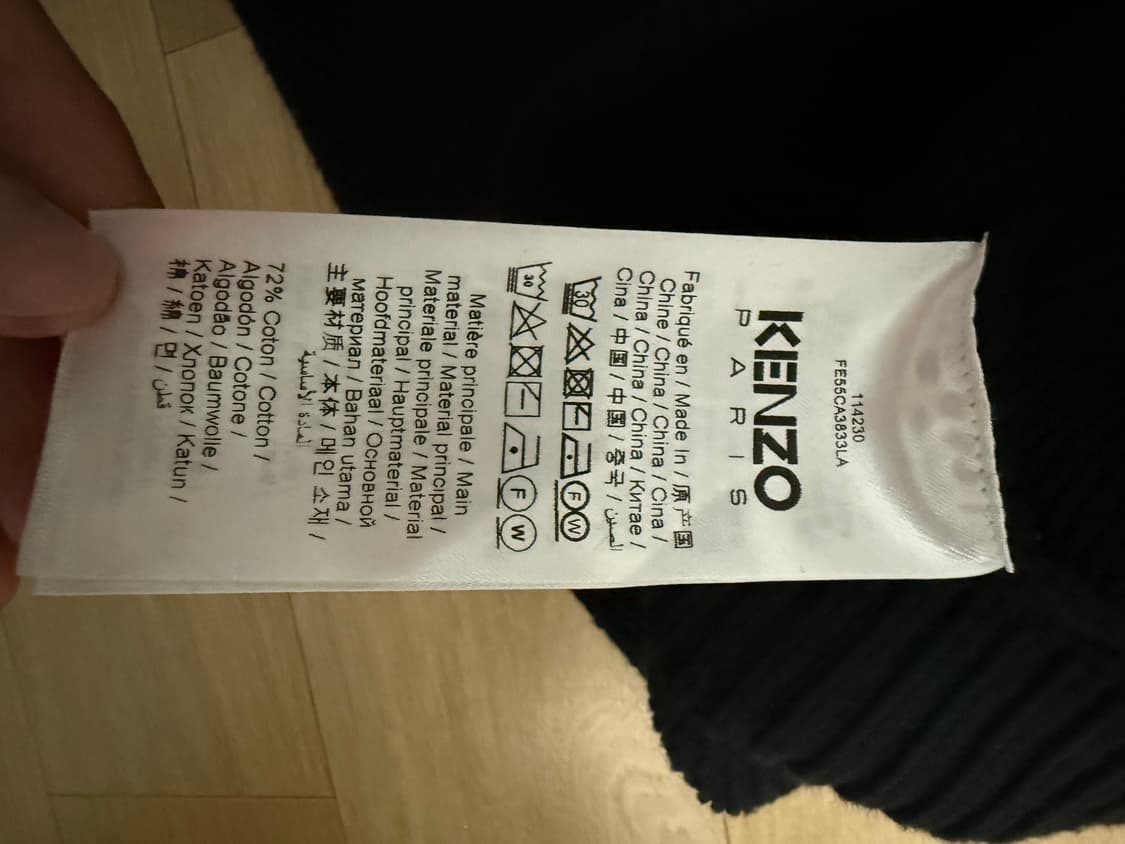 114230
FE55CA3833LA
KENZO
PARIS
Fabriqué en / Made In / 原产国
Chine / China / China / Cina /
China / China / China / Китае /
Cina / 中国 / 中国 / 중국 / الصين
30 F W
30 F W
Matière principale / Main
material / Material principal /
Materiale principale / Material
principal / Hauptmaterial /
Hoofdmateriaal / Основной
материал / Bahan utama /
主要材质 / 本体 / 메인 소재 /
المادة الأساسية
72% Coton / Cotton /
Algodón / Cotone /
Algodão / Baumwolle /
Katoen / Хлопок / Katun /
棉 / 綿 / 면 / قطن